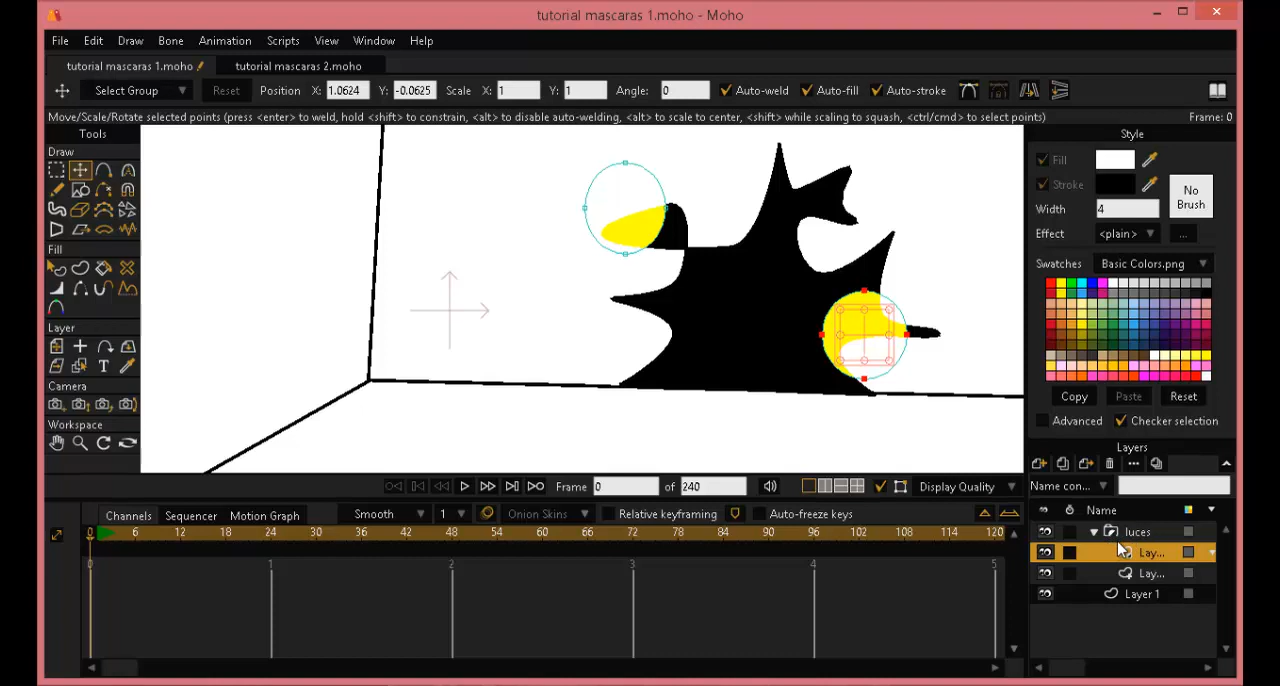 tutorial mascaras 1.moho - Moho
File Edit Draw Bone Animation Scripts View Window Help
tutorial mascaras 1.moho tutorial mascaras 2.moho
Select Group Reset Position X: 1.0624 Y: -0.0625 Scale X: 1 Y: 1 Angle: 0 Auto-weld Auto-fill Auto-stroke
Move/Scale/Rotate selected points (press <enter> to weld, hold <shift> to constrain, <alt> to disable auto-welding, <alt> to scale to center, <shift> while scaling to squash, <ctrl/cmd> to select points) Frame: 0
Tools
Draw
Fill
Layer
Camera
Workspace
Style
Fill
Stroke
No Brush
Width 4
Effect <plain> ...
Swatches Basic Colors.png
Copy Paste Reset
Advanced Checker selection
Layers
Name con...
Name
luces
Lay...
Lay...
Layer 1
Frame 0 of 240 Display Quality
Channels Sequencer Motion Graph Smooth 1 Onion Skins Relative keyframing Auto-freeze keys
0 6 12 18 24 30 36 42 48 54 60 66 72 78 84 90 96 102 108 114 120
0 1 2 3 4 5